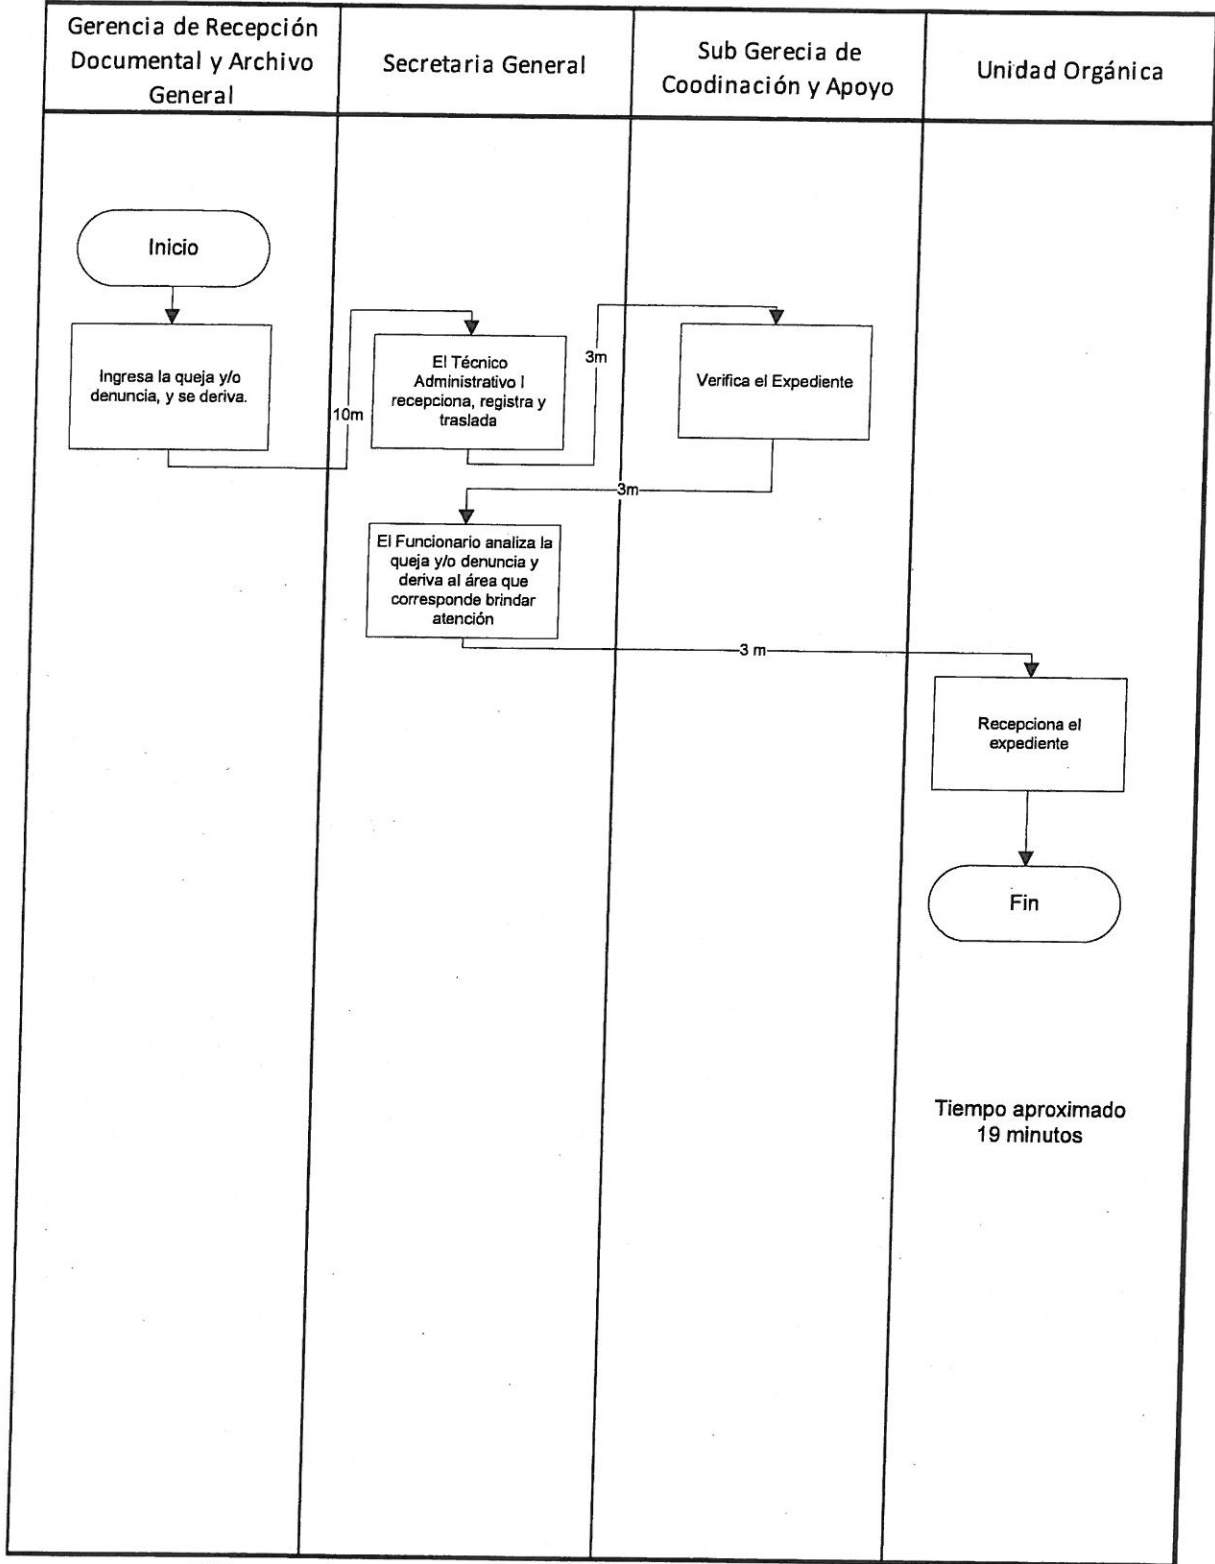 Gerencia de Recepción
Documental y Archivo
General
Secretaria General
Sub Gerecia de
Coodinación y Apoyo
Unidad Orgánica
Inicio
Ingresa la queja y/o
denuncia, y se deriva.
10m
El Técnico
Administrativo I
recepciona, registra y
traslada
3m
Verifica el Expediente
3m
El Funcionario analiza la
queja y/o denuncia y
deriva al área que
corresponde brindar
atención
3 m
Recepciona el
expediente
Fin
Tiempo aproximado
19 minutos